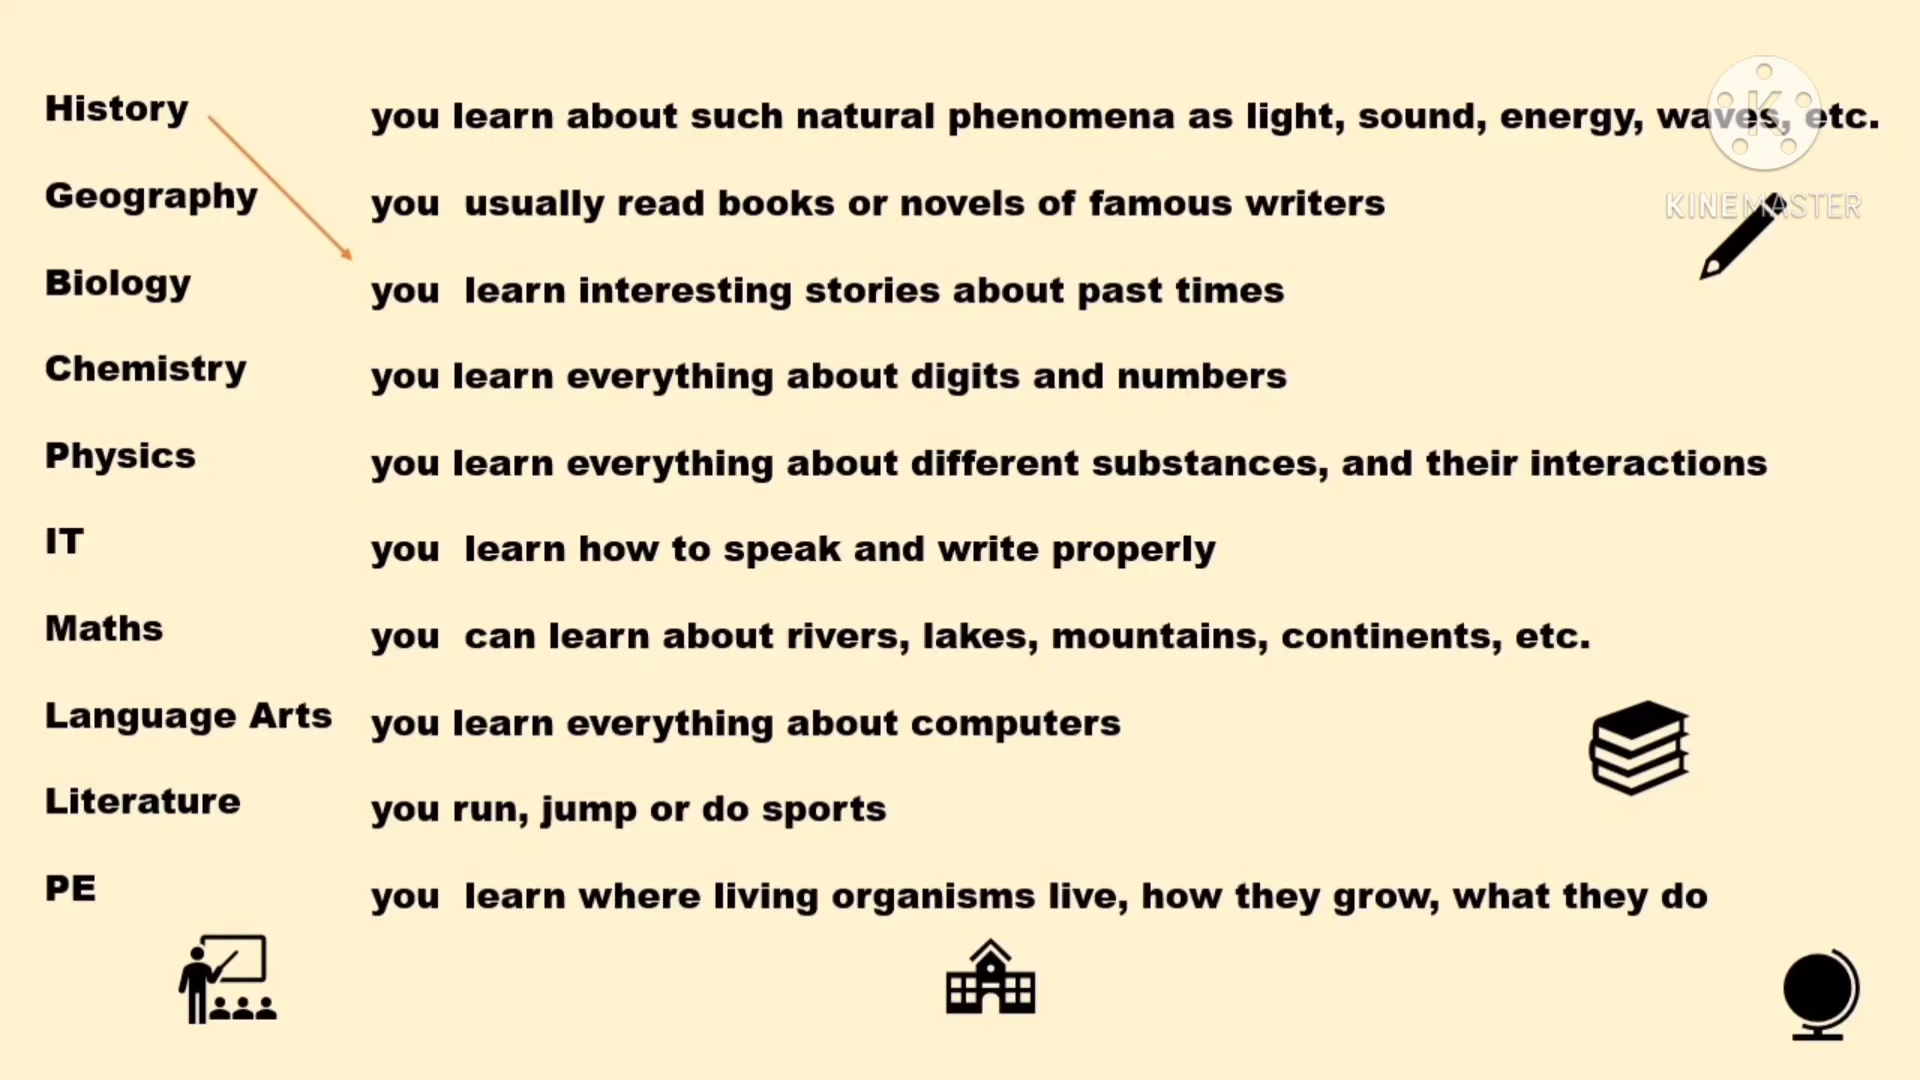 History you learn about such natural phenomena as light, sound, energy, waves, etc.
Geography you usually read books or novels of famous writers
KINEMASTER
Biology you learn interesting stories about past times
Chemistry you learn everything about digits and numbers
Physics you learn everything about different substances, and their interactions
IT you learn how to speak and write properly
Maths you can learn about rivers, lakes, mountains, continents, etc.
Language Arts you learn everything about computers
Literature you run, jump or do sports
PE you learn where living organisms live, how they grow, what they do